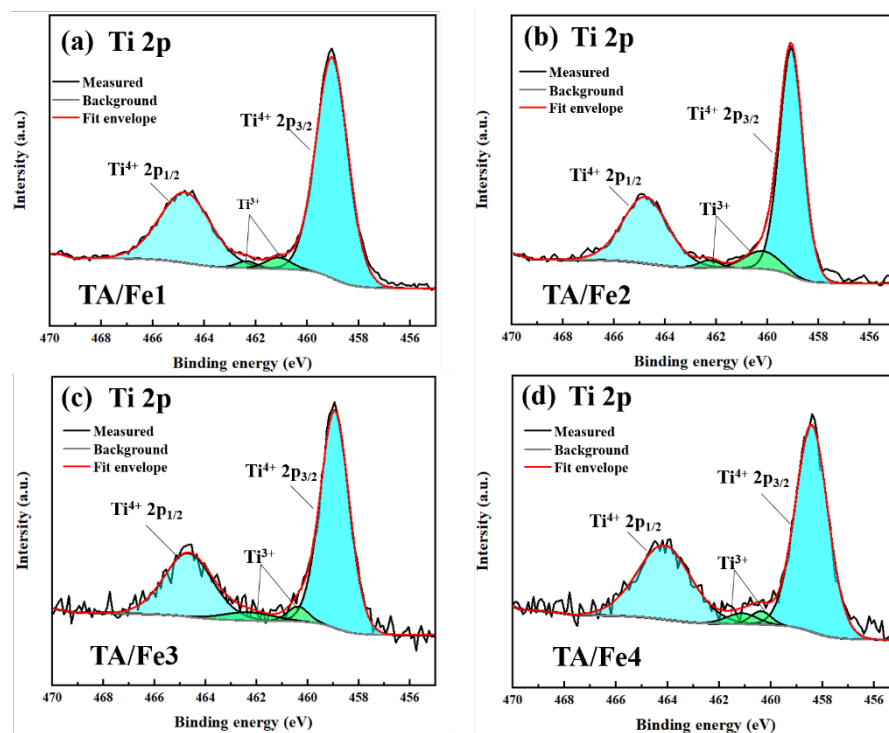 (a) Ti 2p
Measured
Background
Fit envelope
Ti⁴⁺ 2p₃/₂
Ti⁴⁺ 2p₁/₂
Ti³⁺
TA/Fe1
Intersity (a.u.)
470 468 466 464 462 460 458 456
Binding energy (eV)
(b) Ti 2p
Measured
Background
Fit envelope
Ti⁴⁺ 2p₃/₂
Ti⁴⁺ 2p₁/₂
Ti³⁺
TA/Fe2
Intersity (a.u.)
470 468 466 464 462 460 458 456
Binding energy (eV)
(c) Ti 2p
Measured
Background
Fit envelope
Ti⁴⁺ 2p₃/₂
Ti⁴⁺ 2p₁/₂
Ti³⁺
TA/Fe3
Intersity (a.u.)
470 468 466 464 462 460 458 456
Binding energy (eV)
(d) Ti 2p
Measured
Background
Fit envelope
Ti⁴⁺ 2p₃/₂
Ti⁴⁺ 2p₁/₂
Ti³⁺
TA/Fe4
Intersity (a.u.)
470 468 466 464 462 460 458 456
Binding energy (eV)